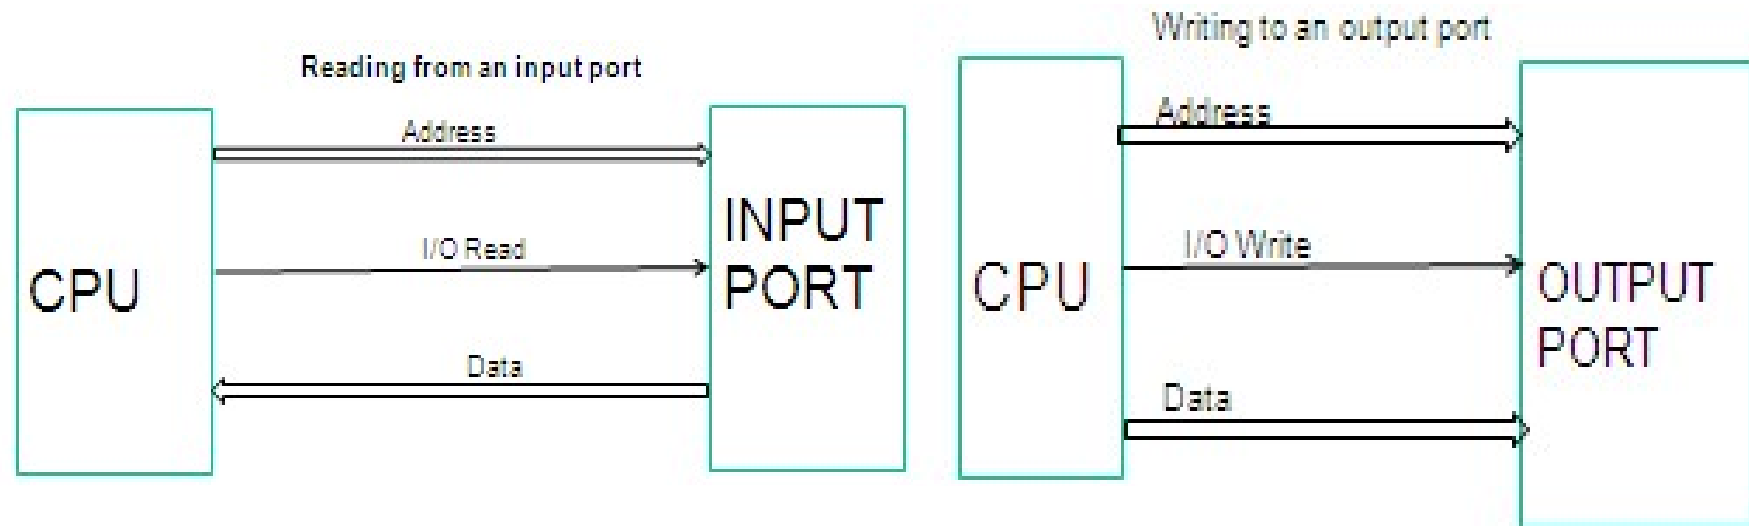 Reading from an input port
Address
I/O Read
Data
CPU
INPUT
PORT
Writing to an output port
Address
I/O Write
Data
CPU
OUTPUT
PORT